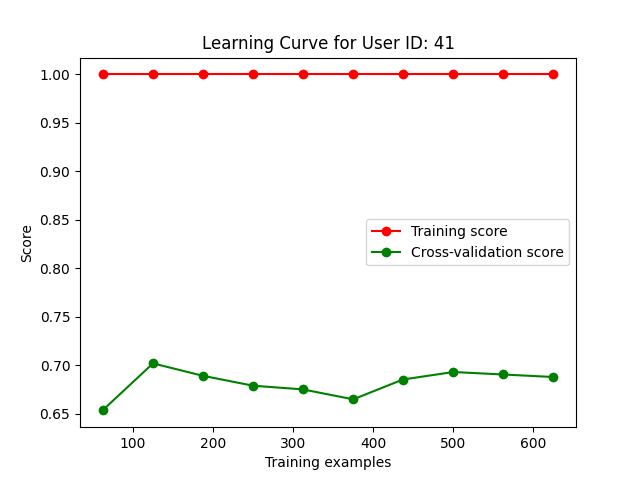 Learning Curve for User ID: 41
1.00
0.95
0.90
0.85
0.80
0.75
0.70
0.65
Score
Training score
Cross-validation score
100 200 300 400 500 600
Training examples